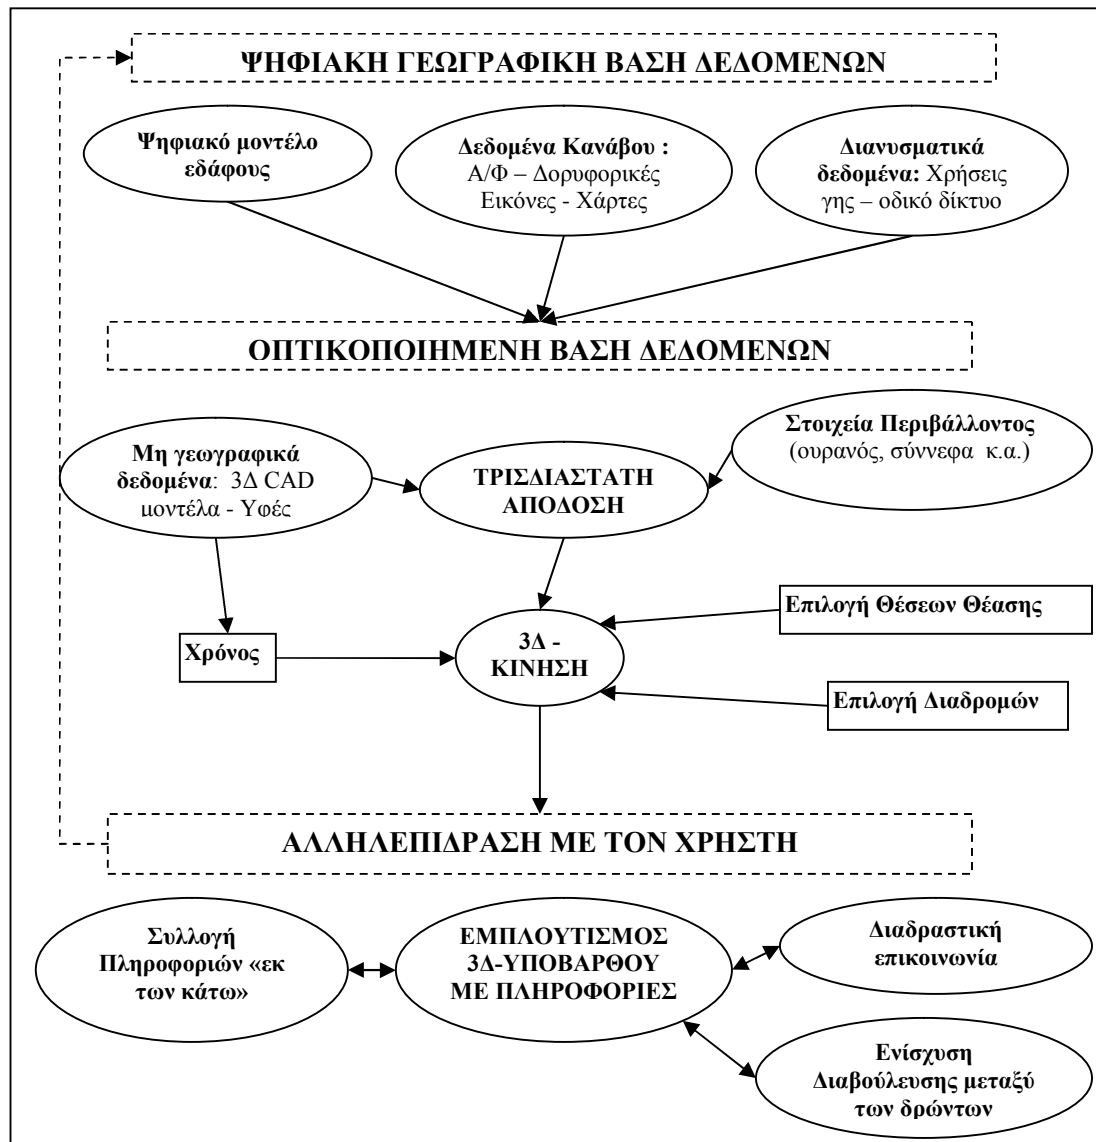 ΨΗΦΙΑΚΗ ΓΕΩΓΡΑΦΙΚΗ ΒΑΣΗ ΔΕΔΟΜΕΝΩΝ
Ψηφιακό μοντέλο
εδάφους
Δεδομένα Κανάβου :
Α/Φ – Δορυφορικές
Εικόνες - Χάρτες
Διανυσματικά
δεδομένα: Χρήσεις
γης – οδικό δίκτυο
ΟΠΤΙΚΟΠΟΙΗΜΕΝΗ ΒΑΣΗ ΔΕΔΟΜΕΝΩΝ
Μη γεωγραφικά
δεδομένα: 3Δ CAD
μοντέλα - Υφές
ΤΡΙΣΔΙΑΣΤΑΤΗ
ΑΠΟΔΟΣΗ
Στοιχεία Περιβάλλοντος
(ουρανός, σύννεφα κ.α.)
Χρόνος
3Δ -
ΚΙΝΗΣΗ
Επιλογή Θέσεων Θέασης
Επιλογή Διαδρομών
ΑΛΛΗΛΕΠΙΔΡΑΣΗ ΜΕ ΤΟΝ ΧΡΗΣΤΗ
Συλλογή
Πληροφοριών «εκ
των κάτω»
ΕΜΠΛΟΥΤΙΣΜΟΣ
3Δ-ΥΠΟΒΑΡΘΟΥ
ΜΕ ΠΛΗΡΟΦΟΡΙΕΣ
Διαδραστική
επικοινωνία
Ενίσχυση
Διαβούλευσης μεταξύ
των δρώντων